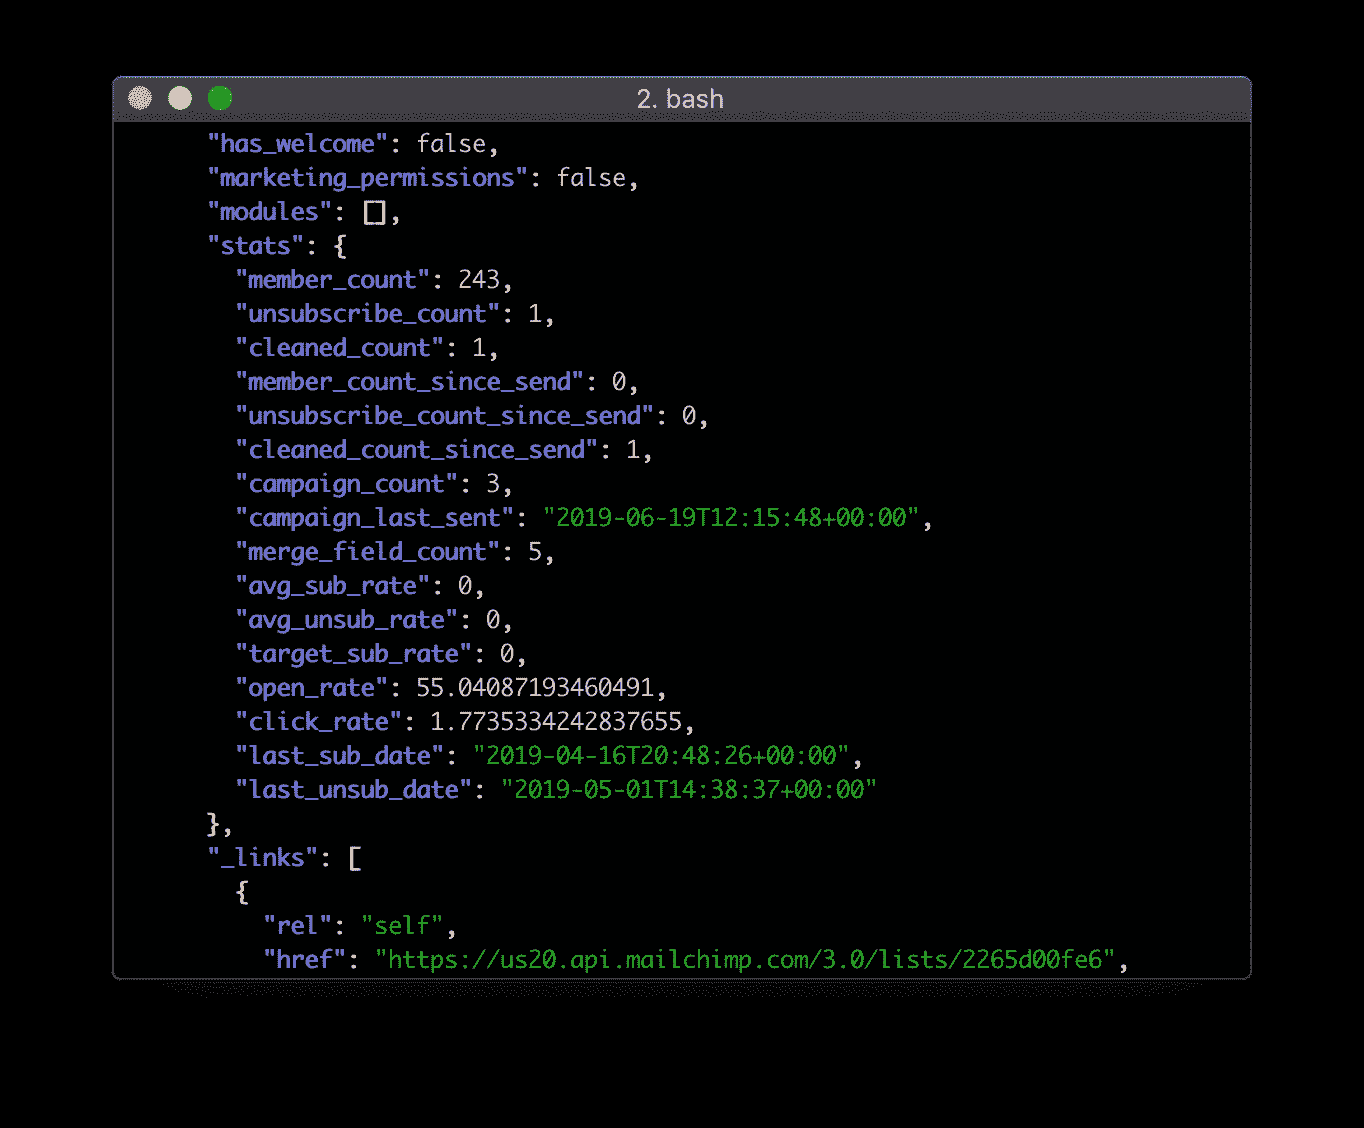 2. bash
"has_welcome": false,
"marketing_permissions": false,
"modules": [],
"stats": {
"member_count": 243,
"unsubscribe_count": 1,
"cleaned_count": 1,
"member_count_since_send": 0,
"unsubscribe_count_since_send": 0,
"cleaned_count_since_send": 1,
"campaign_count": 3,
"campaign_last_sent": "2019-06-19T12:15:48+00:00",
"merge_field_count": 5,
"avg_sub_rate": 0,
"avg_unsub_rate": 0,
"target_sub_rate": 0,
"open_rate": 55.04087193460491,
"click_rate": 1.7735334242837655,
"last_sub_date": "2019-04-16T20:48:26+00:00",
"last_unsub_date": "2019-05-01T14:38:37+00:00"
},
"_links": [
{
"rel": "self",
"href": "https://us20.api.mailchimp.com/3.0/lists/2265d00fe6",